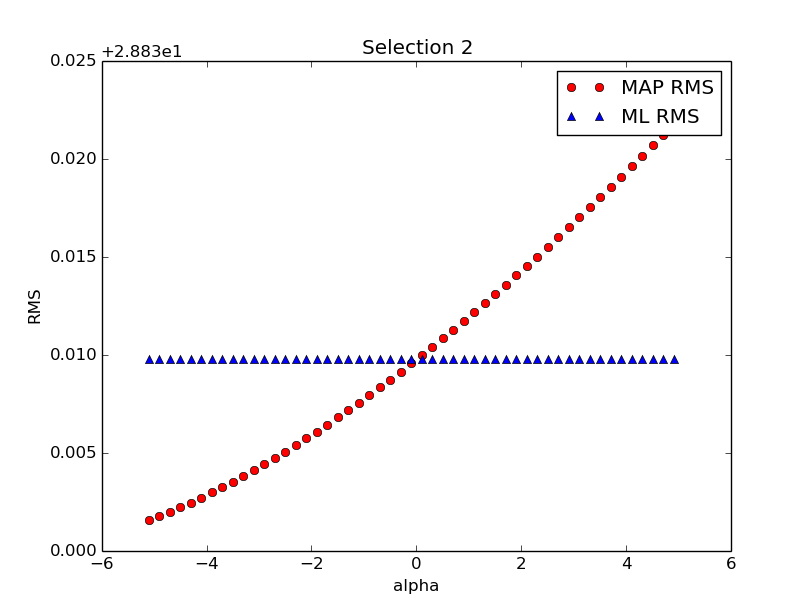 Selection 2
+2.883e1
MAP RMS
ML RMS
0.025
0.020
0.015
0.010
0.005
0.000
RMS
−6 −4 −2 0 2 4 6
alpha